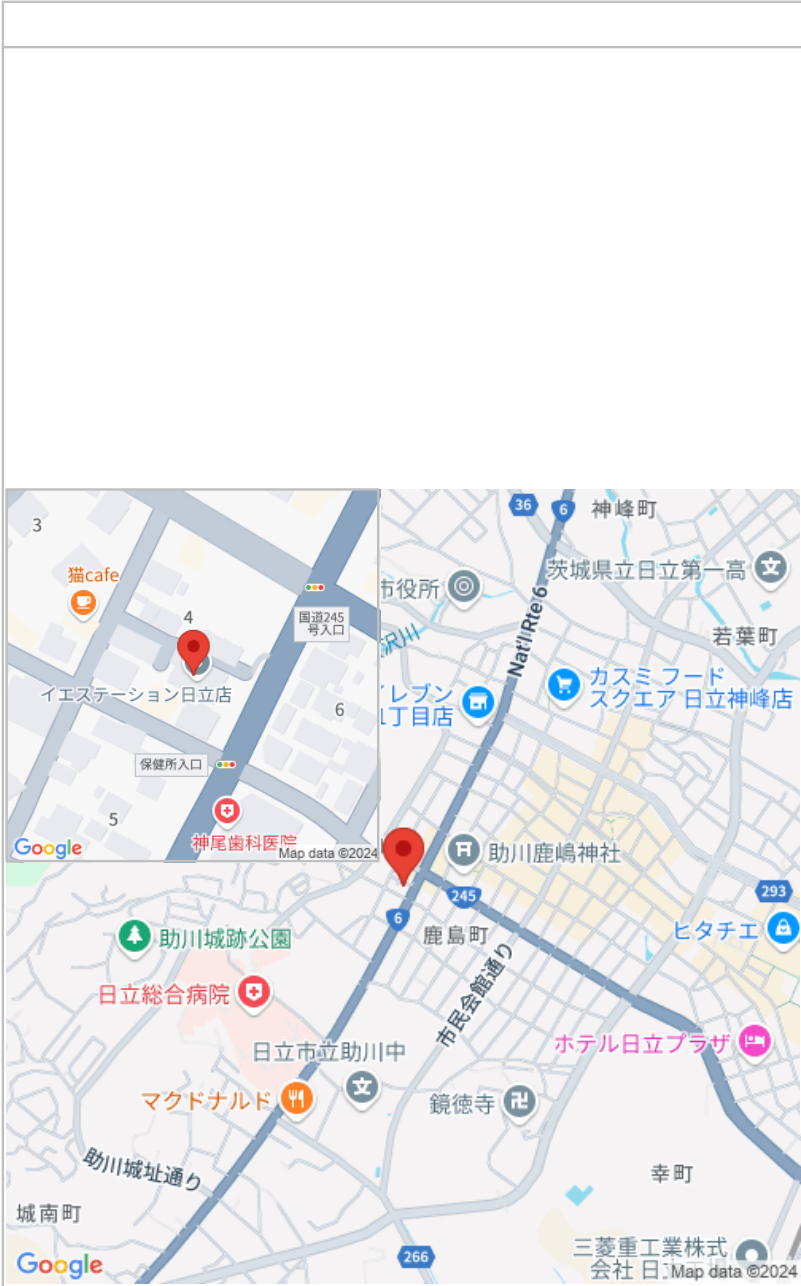 3
猫cafe
4
国道245
号入口
イエステーション日立店
6
保健所入口
5
神尾歯科医院
Google
Map data ©2024
36
6
神峰町
市役所
茨城県立日立第一高
Nat'l Rte 6
若葉町
カスミ フード
スクエア 日立神峰店
イレブン
1丁目店
助川鹿嶋神社
245
293
6
鹿島町
ヒタチエ
助川城跡公園
市民会館通り
日立総合病院
ホテル日立プラザ
日立市立助川中
マクドナルド
鏡徳寺
助川城址通り
幸町
城南町
三菱重工業株式
会社 日
266
Google
Map data ©2024